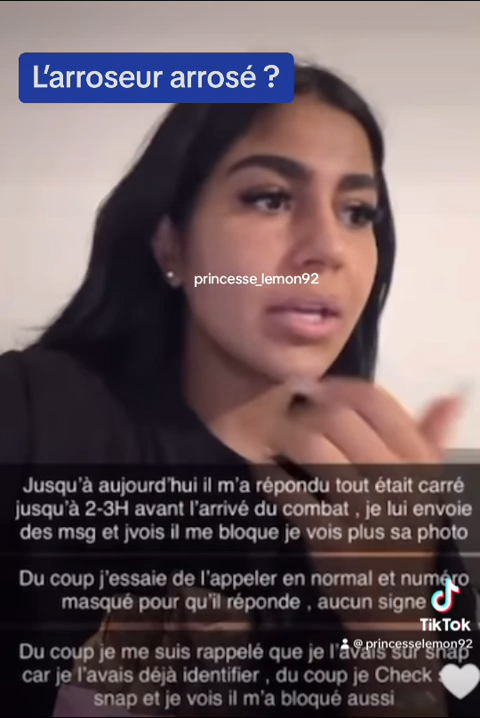 L'arroseur arrosé ?
princesse_lemon92
Jusqu'à aujourd'hui il m'a répondu tout était carré
jusqu'à 2-3H avant l'arrivé du combat , je lui envoie
des msg et jvois il me bloque je vois plus sa photo
Du coup j'essaie de l'appeler en normal et numéro
masqué pour qu'il réponde , aucun signe
TikTok
@princesselemon92
Du coup je me suis rappelé que je l'avais sur snap
car je l'avais déjà identifier , du coup je Check
snap et je vois il m'a bloqué aussi